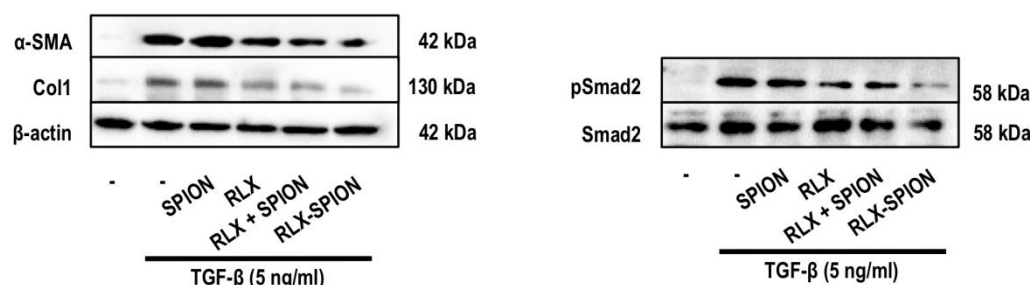 α-SMA 42 kDa
Col1 130 kDa
β-actin 42 kDa
- - SPION RLX RLX + SPION RLX-SPION
TGF-β (5 ng/ml)
pSmad2 58 kDa
Smad2 58 kDa
- - SPION RLX RLX + SPION RLX-SPION
TGF-β (5 ng/ml)